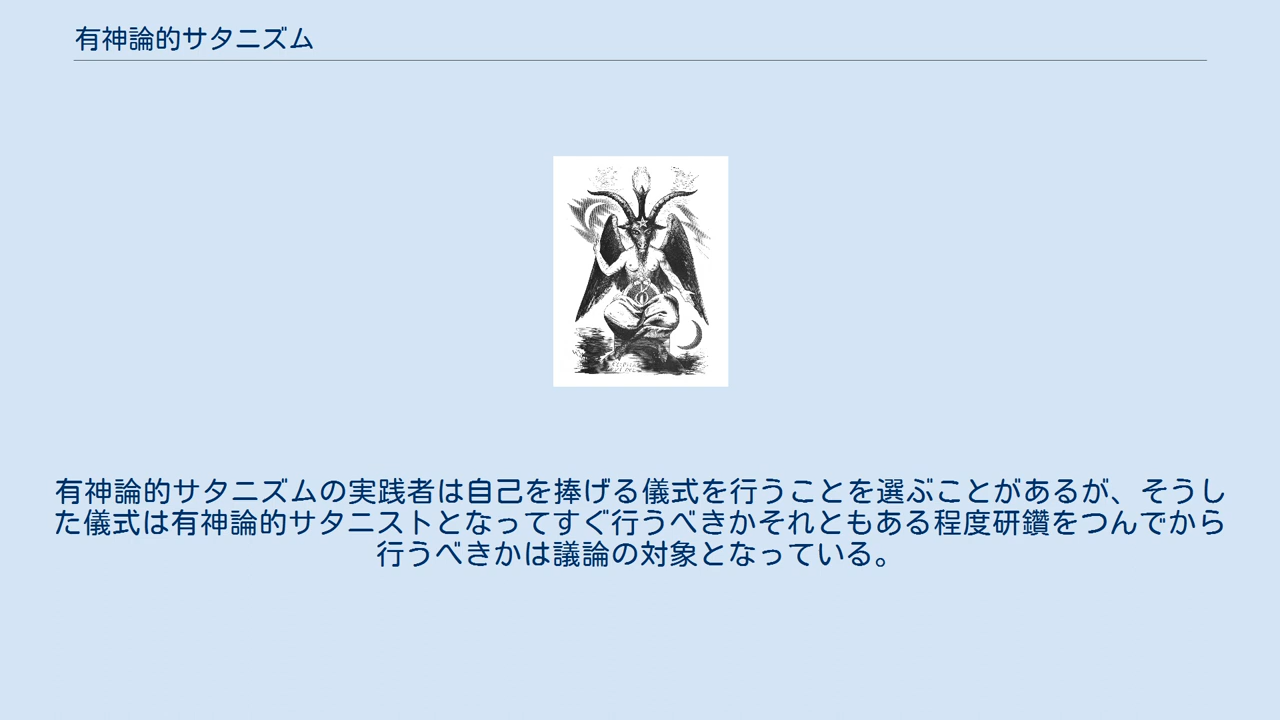 有神論的サタニズム
有神論的サタニズムの実践者は自己を捧げる儀式を行うことを選ぶことがあるが、そうし
た儀式は有神論的サタニストとなってすぐ行うべきかそれともある程度研鑽をつんでから
行うべきかは議論の対象となっている。